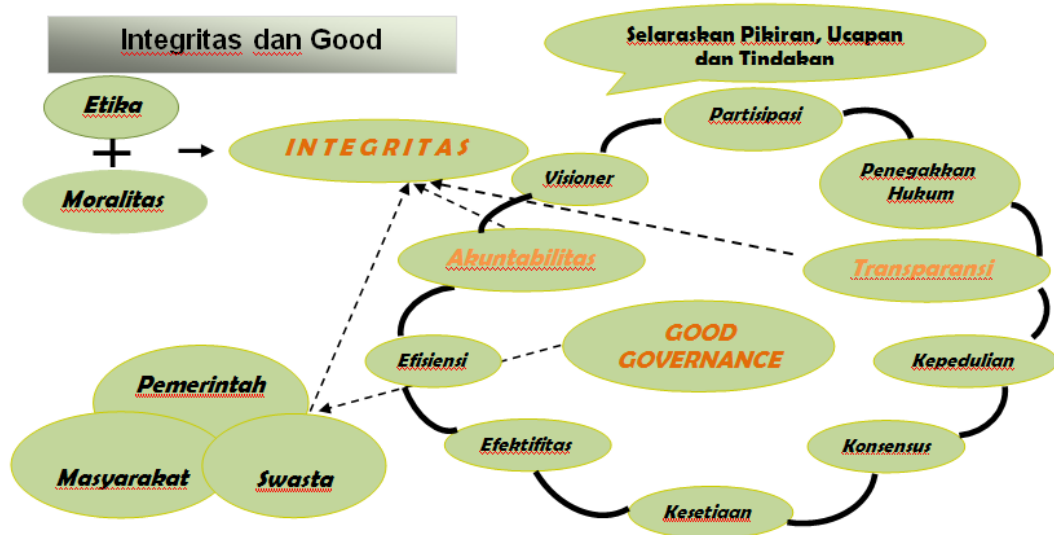 Integritas dan Good
Selaraskan Pikiran, Ucapan
dan Tindakan
Etika
+
Moralitas
INTEGRITAS
Visioner
Partisipasi
Penegakkan
Hukum
Akuntabilitas
Transparansi
GOOD
GOVERNANCE
Efisiensi
Kepedulian
Pemerintah
Masyarakat
Swasta
Efektifitas
Konsensus
Kesetiaan